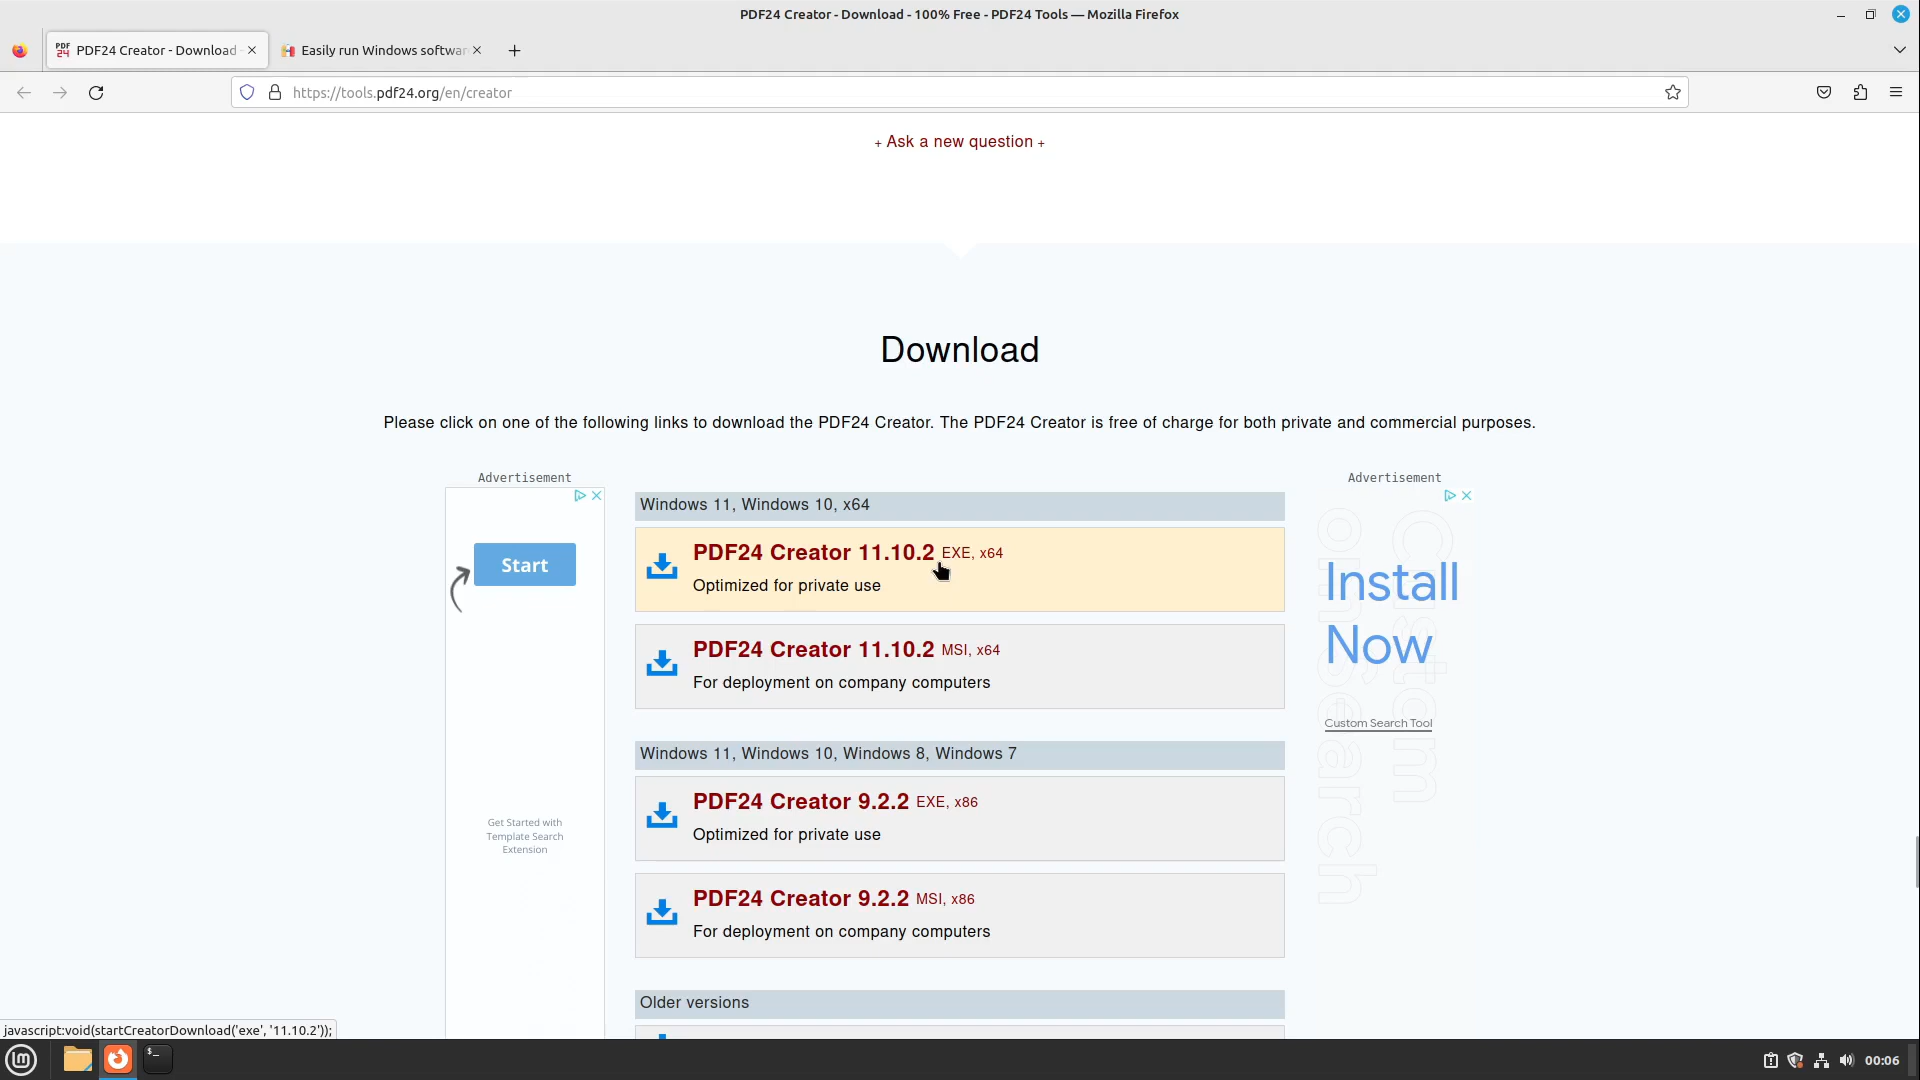 PDF24 Creator - Download - 100% Free - PDF24 Tools — Mozilla Firefox
PDF24 Creator - Download
Easily run Windows softwar
https://tools.pdf24.org/en/creator
+ Ask a new question +
Download
Please click on one of the following links to download the PDF24 Creator. The PDF24 Creator is free of charge for both private and commercial purposes.
Advertisement
Start
Get Started with
Template Search
Extension
Windows 11, Windows 10, x64
PDF24 Creator 11.10.2 EXE, x64
Optimized for private use
PDF24 Creator 11.10.2 MSI, x64
For deployment on company computers
Windows 11, Windows 10, Windows 8, Windows 7
PDF24 Creator 9.2.2 EXE, x86
Optimized for private use
PDF24 Creator 9.2.2 MSI, x86
For deployment on company computers
Older versions
Advertisement
Install
Now
Custom Search Tool
javascript:void(startCreatorDownload('exe', '11.10.2'));
00:06